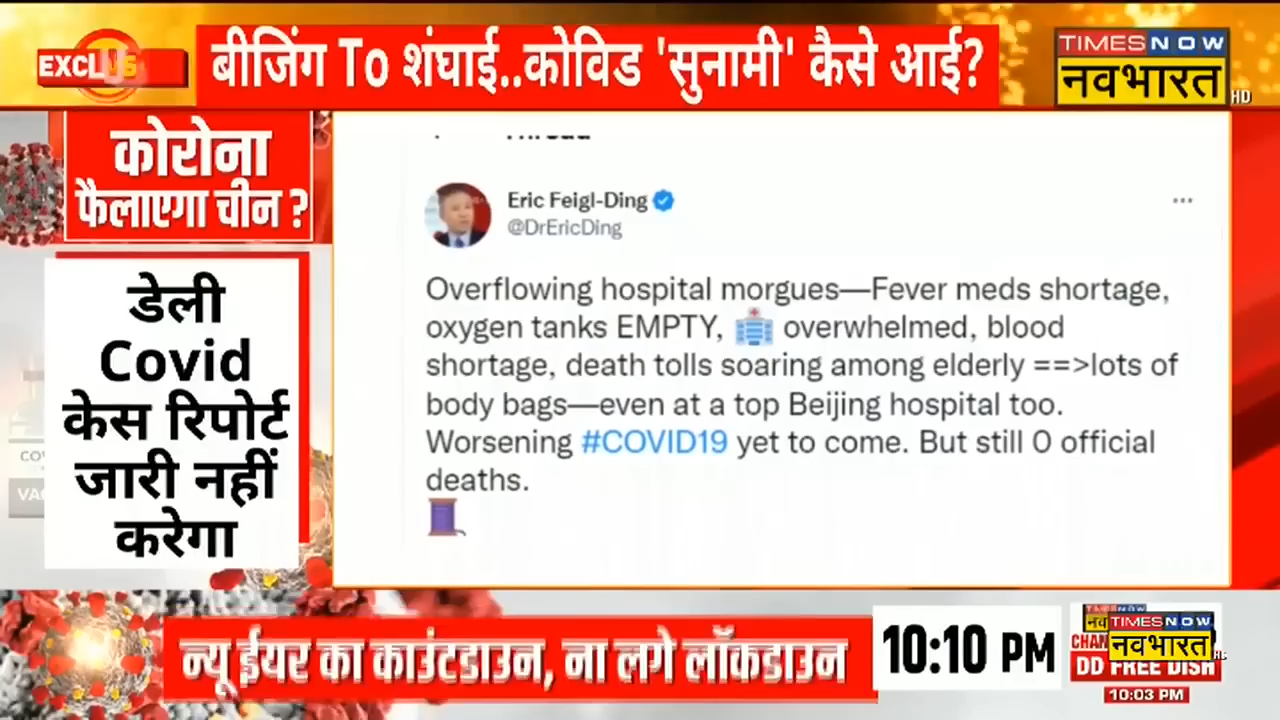 EXCLUS
बीजिंग To शंघाई..कोविड 'सुनामी' कैसे आई?
TIMES NOW
नवभारत
HD
कोरोना
फैलाएगा चीन ?
डेली
Covid
केस रिपोर्ट
जारी नहीं
करेगा
Thread
Eric Feigl-Ding
@DrEricDing
Overflowing hospital morgues—Fever meds shortage,
oxygen tanks EMPTY, 🏥 overwhelmed, blood
shortage, death tolls soaring among elderly ==>lots of
body bags—even at a top Beijing hospital too.
Worsening #COVID19 yet to come. But still 0 official
deaths.
🧵
न्यू ईयर का काउंटडाउन, ना लगे लॉकडाउन
10:10 PM
TIMES NOW
नवभारत
DD FREE DISH
10:03 PM